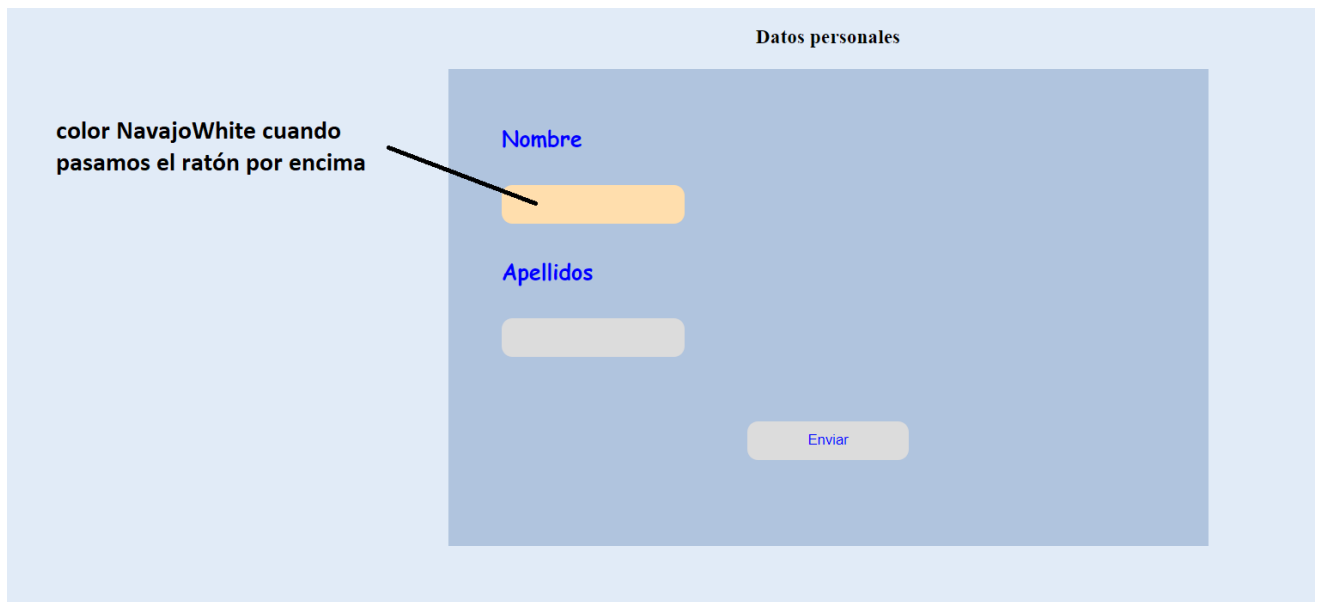 Datos personales
color NavajoWhite cuando
pasamos el ratón por encima
Nombre
Apellidos
Enviar